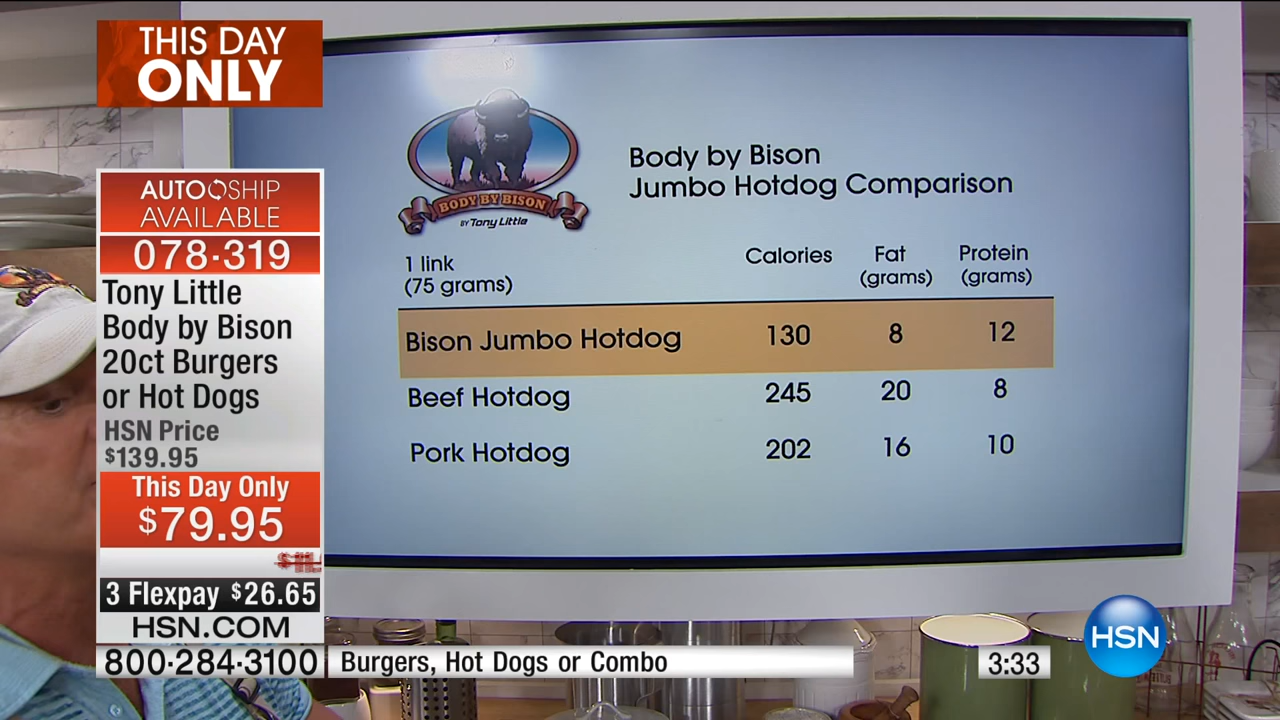 THIS DAY
ONLY
AUTO SHIP
AVAILABLE
078-319
Tony Little
Body by Bison
20ct Burgers
or Hot Dogs
HSN Price
$139.95
This Day Only
$79.95
3 Flexpay $26.65
HSN.COM
800-284-3100
Burgers, Hot Dogs or Combo
3:33
HSN
BODY BY BISON
BY Tony Little
Body by Bison
Jumbo Hotdog Comparison
1 link
(75 grams)
Calories
Fat
(grams)
Protein
(grams)
Bison Jumbo Hotdog 130 8 12
Beef Hotdog 245 20 8
Pork Hotdog 202 16 10